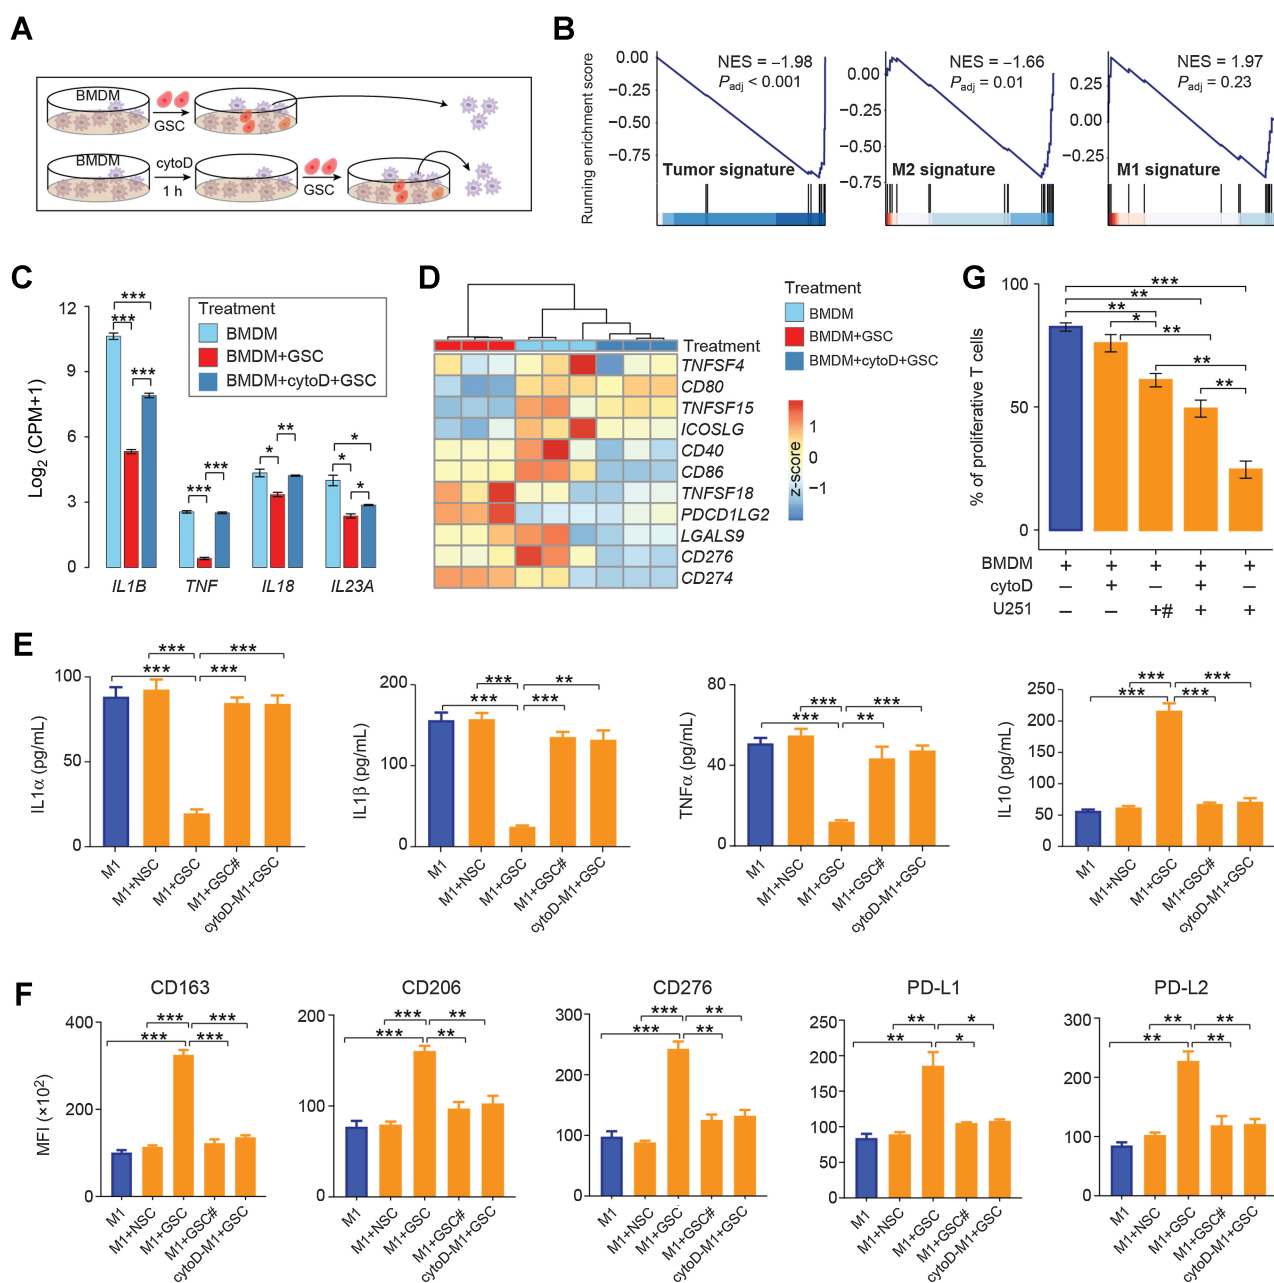 A
BMDM
GSC
BMDM
cytoD
1 h
GSC
B
Running enrichment score
0.00
−0.25
−0.50
−0.75
NES = −1.98
Padj < 0.001
Tumor signature
0.00
−0.25
−0.50
−0.75
NES = −1.66
Padj = 0.01
M2 signature
0.25
0.00
−0.25
NES = 1.97
Padj = 0.23
M1 signature
C
Log2 (CPM+1)
12
9
6
3
0
***
***
***
***
***
*
**
*
*
*
Treatment
BMDM
BMDM+GSC
BMDM+cytoD+GSC
IL1B
TNF
IL18
IL23A
D
Treatment
TNFSF4
CD80
TNFSF15
ICOSLG
CD40
CD86
TNFSF18
PDCD1LG2
LGALS9
CD276
CD274
Treatment
BMDM
BMDM+GSC
BMDM+cytoD+GSC
z-score
1
0
−1
G
% of proliferative T cells
100
50
0
***
**
**
*
**
**
**
BMDM + + + + +
cytoD − + − + −
U251 − − +# + +
E
IL1α (pg/mL)
100
50
0
*** ***
*** ***
M1
M1+NSC
M1+GSC
M1+GSC#
cytoD-M1+GSC
IL1β (pg/mL)
200
100
0
*** **
*** ***
M1
M1+NSC
M1+GSC
M1+GSC#
cytoD-M1+GSC
TNFα (pg/mL)
80
40
0
*** ***
*** **
M1
M1+NSC
M1+GSC
M1+GSC#
cytoD-M1+GSC
IL10 (pg/mL)
250
200
150
100
50
0
*** ***
*** ***
M1
M1+NSC
M1+GSC
M1+GSC#
cytoD-M1+GSC
F
MFI (×10²)
CD163
400
200
0
*** ***
*** ***
M1
M1+NSC
M1+GSC
M1+GSC#
cytoD-M1+GSC
CD206
200
100
0
*** **
*** **
M1
M1+NSC
M1+GSC
M1+GSC#
cytoD-M1+GSC
CD276
300
200
100
0
*** **
*** **
M1
M1+NSC
M1+GSC
M1+GSC#
cytoD-M1+GSC
PD-L1
250
200
150
100
50
0
** *
** *
M1
M1+NSC
M1+GSC
M1+GSC#
cytoD-M1+GSC
PD-L2
300
200
100
0
** **
** **
M1
M1+NSC
M1+GSC
M1+GSC#
cytoD-M1+GSC